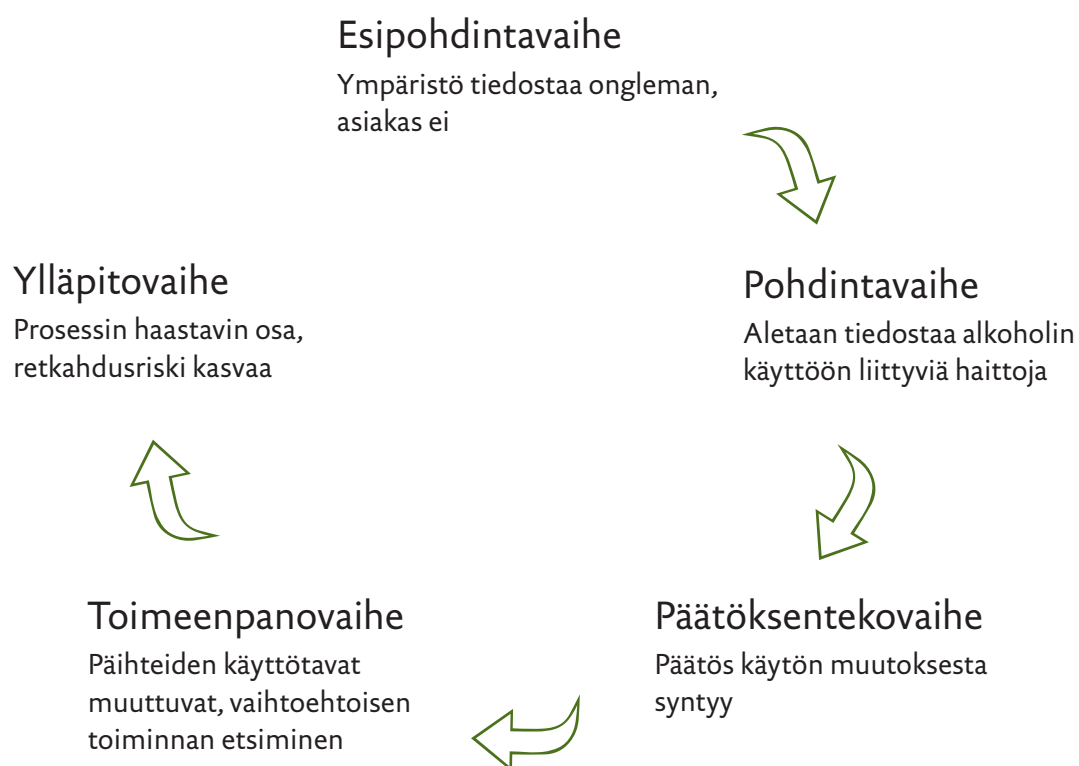 Esipohdintavaihe
Ympäristö tiedostaa ongleman,
asiakas ei
Pohdintavaihe
Aletaan tiedostaa alkoholin
käyttöön liittyviä haittoja
Päätöksentekovaihe
Päätös käytön muutoksesta
syntyy
Toimeenpanovaihe
Päihteiden käyttötavat
muuttuvat, vaihtoehtoisen
toiminnan etsiminen
Ylläpitovaihe
Prosessin haastavin osa,
retkahdusriski kasvaa